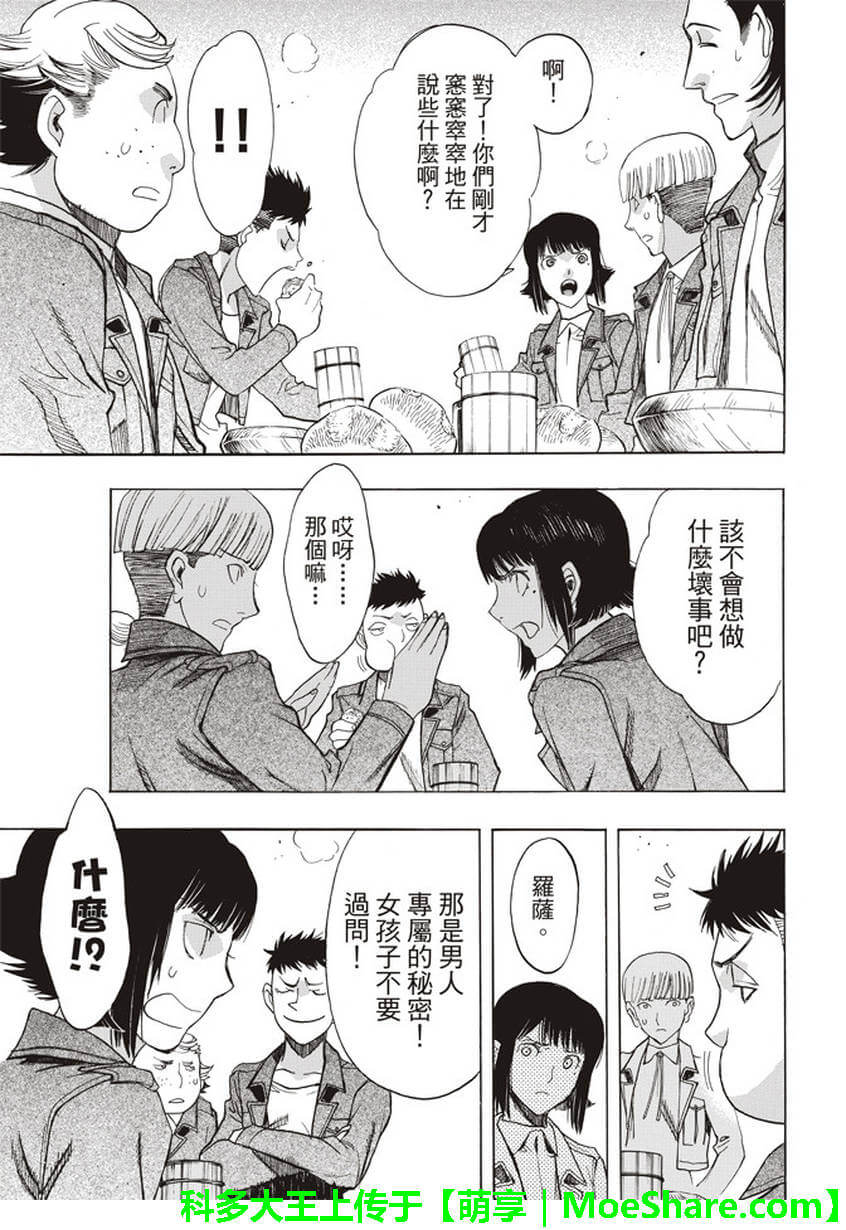 啊!
對了!你們剛才
窸窸窣窣地在
說些什麼啊?
!!
該不會想做
什麼壞事吧?
哎呀……
那個嘛…
羅薩。
那是男人
專屬的秘密!
女孩子不要
過問!
什麼!?
科多大王上传于【萌享|MoeShare.com】